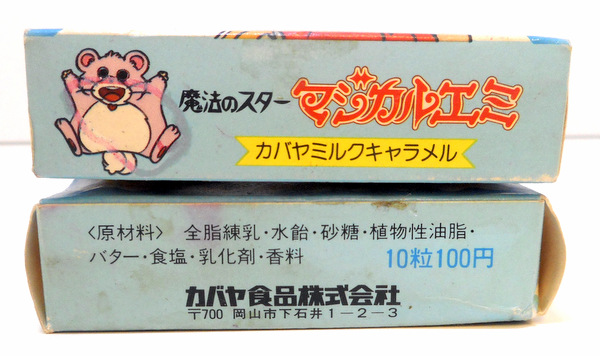 魔法のスター マジカルエミ
カバヤミルクキャラメル
〈原材料〉 全脂練乳・水飴・砂糖・植物性油脂・
バター・食塩・乳化剤・香料 10粒100円
カバヤ食品株式会社
〒700 岡山市下石井1-2-3